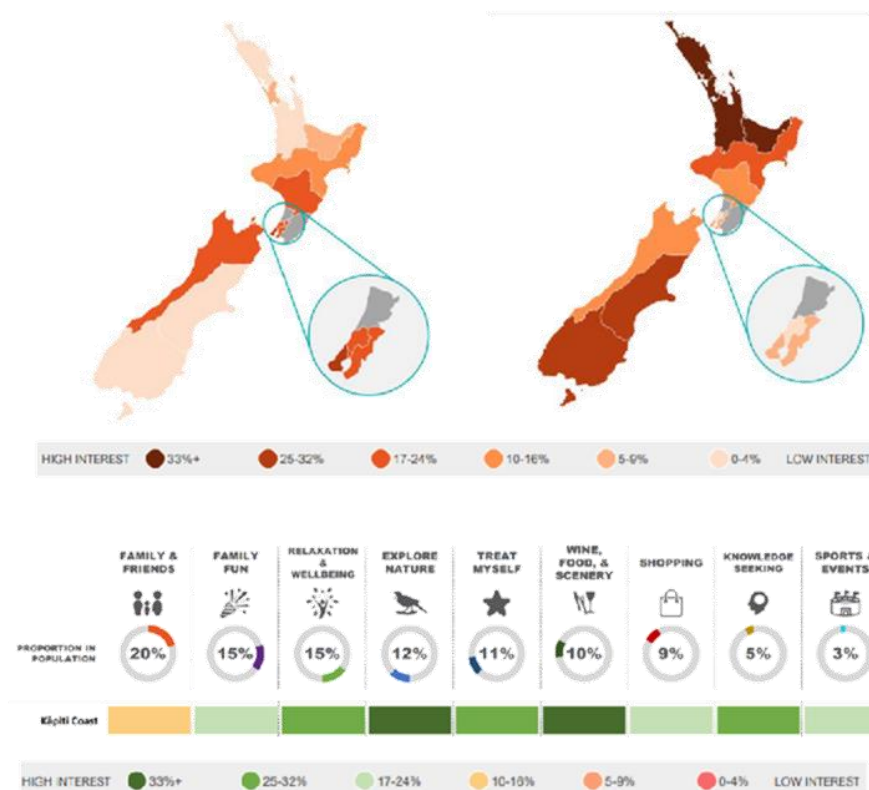 HIGH INTEREST 33%+ 25-32% 17-24% 10-16% 5-9% 0-4% LOW INTEREST
FAMILY & FRIENDS
FAMILY FUN
RELAXATION & WELLBEING
EXPLORE NATURE
TREAT MYSELF
WINE, FOOD, & SCENERY
SHOPPING
KNOWLEDGE SEEKING
SPORTS &
EVENTS
PROPORTION IN
POPULATION
20% 15% 15% 12% 11% 10% 9% 5% 3%
Kāpiti Coast
HIGH INTEREST 33%+ 25-32% 17-24% 10-16% 5-9% 0-4% LOW INTEREST